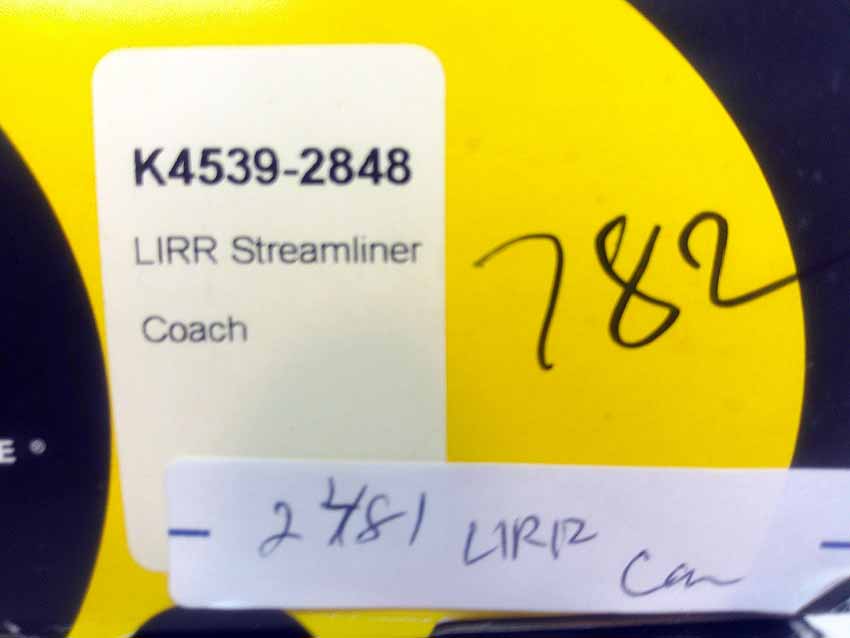 K4539-2848
LIRR Streamliner
Coach
782
E®
2481 LIRR
Car